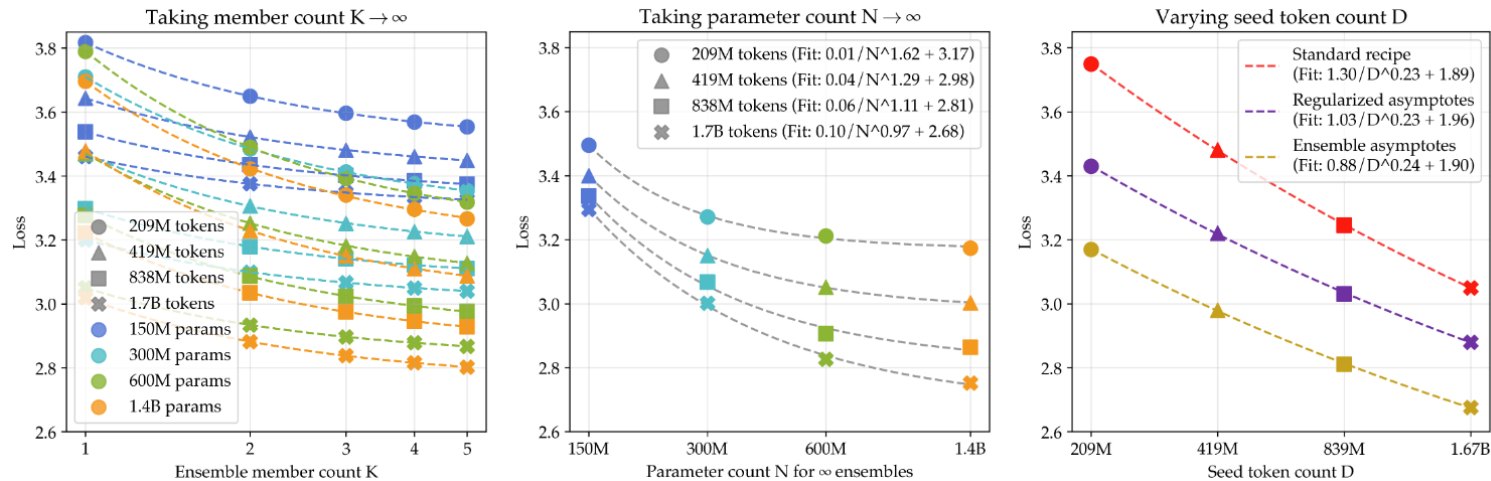 Taking member count K→∞
3.8
3.6
3.4
3.2
3.0
2.8
2.6
Loss
209M tokens
419M tokens
838M tokens
1.7B tokens
150M params
300M params
600M params
1.4B params
1
2
3
4
5
Ensemble member count K
Taking parameter count N→∞
3.8
3.6
3.4
3.2
3.0
2.8
2.6
Loss
209M tokens (Fit: 0.01/N^1.62 + 3.17)
419M tokens (Fit: 0.04/N^1.29 + 2.98)
838M tokens (Fit: 0.06/N^1.11 + 2.81)
1.7B tokens (Fit: 0.10/N^0.97 + 2.68)
150M
300M
600M
1.4B
Parameter count N for ∞ ensembles
Varying seed token count D
3.8
3.6
3.4
3.2
3.0
2.8
2.6
Loss
Standard recipe
(Fit: 1.30/D^0.23 + 1.89)
Regularized asymptotes
(Fit: 1.03/D^0.23 + 1.96)
Ensemble asymptotes
(Fit: 0.88/D^0.24 + 1.90)
209M
419M
839M
1.67B
Seed token count D